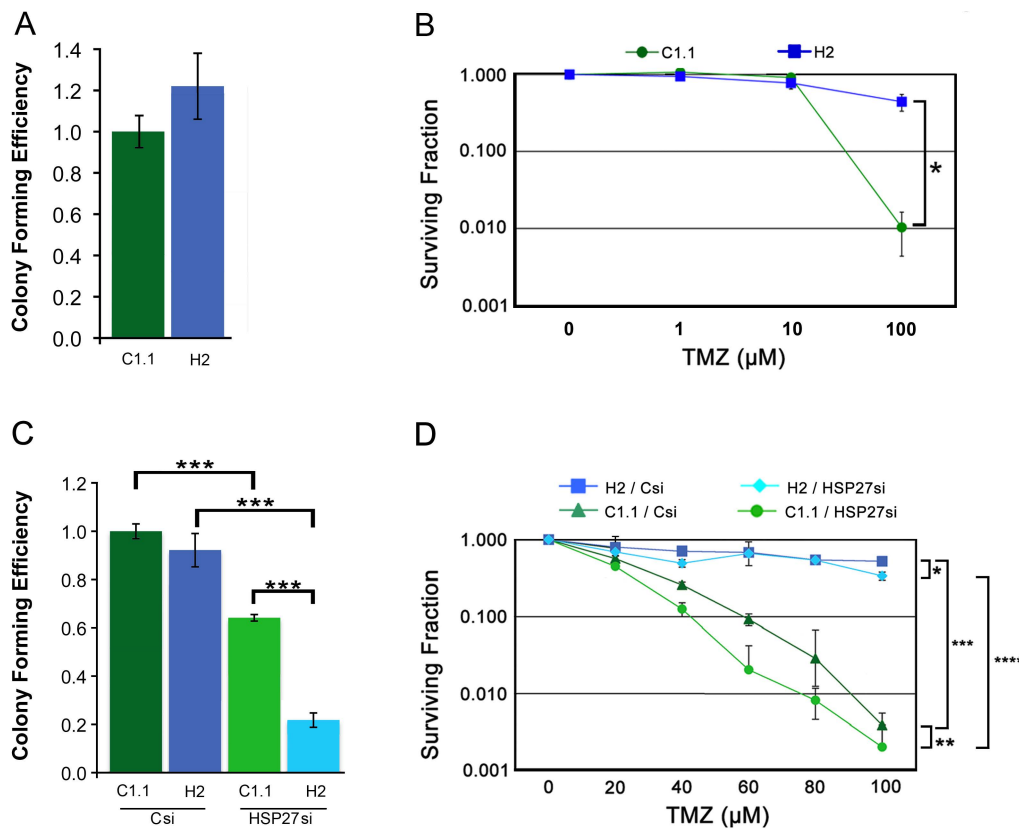 A
Colony Forming Efficiency
1.4
1.2
1.0
0.8
0.6
0.4
0.2
0.0
C1.1 H2
B
C1.1 H2
Surviving Fraction
1.000
0.100
0.010
0.001
*
0 1 10 100
TMZ (µM)
C
Colony Forming Efficiency
1.2
1.0
0.8
0.6
0.4
0.2
0.0
***
***
***
C1.1 H2 C1.1 H2
Csi HSP27si
D
H2 / Csi H2 / HSP27si
C1.1 / Csi C1.1 / HSP27si
Surviving Fraction
1.000
0.100
0.010
0.001
*
***
****
**
0 20 40 60 80 100
TMZ (µM)